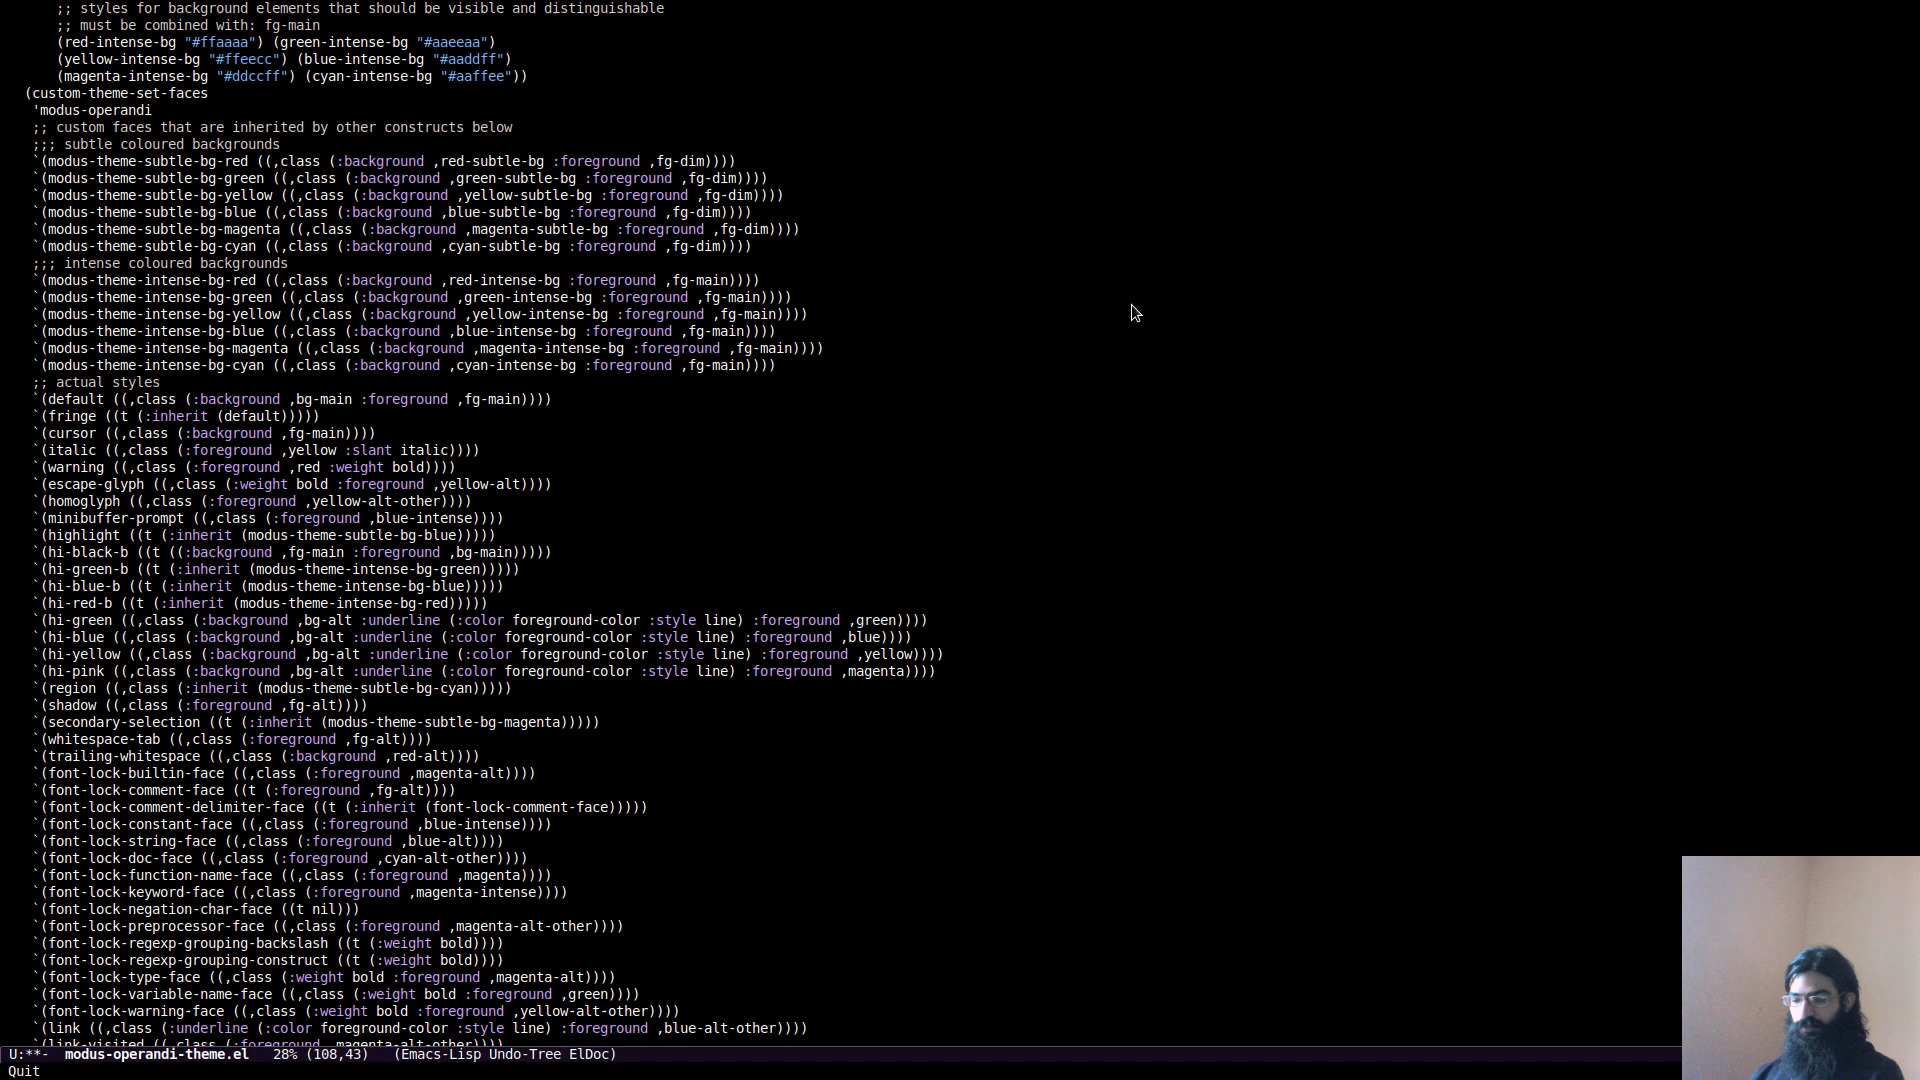 ;; styles for background elements that should be visible and distinguishable
;; must be combined with: fg-main
(red-intense-bg "#ffaaaa") (green-intense-bg "#aaeeaa")
(yellow-intense-bg "#ffeecc") (blue-intense-bg "#aaddff")
(magenta-intense-bg "#ddccff") (cyan-intense-bg "#aaffee"))
(custom-theme-set-faces
'modus-operandi
;; custom faces that are inherited by other constructs below
;;; subtle coloured backgrounds
`(modus-theme-subtle-bg-red ((,class (:background ,red-subtle-bg :foreground ,fg-dim))))
`(modus-theme-subtle-bg-green ((,class (:background ,green-subtle-bg :foreground ,fg-dim))))
`(modus-theme-subtle-bg-yellow ((,class (:background ,yellow-subtle-bg :foreground ,fg-dim))))
`(modus-theme-subtle-bg-blue ((,class (:background ,blue-subtle-bg :foreground ,fg-dim))))
`(modus-theme-subtle-bg-magenta ((,class (:background ,magenta-subtle-bg :foreground ,fg-dim))))
`(modus-theme-subtle-bg-cyan ((,class (:background ,cyan-subtle-bg :foreground ,fg-dim))))
;;; intense coloured backgrounds
`(modus-theme-intense-bg-red ((,class (:background ,red-intense-bg :foreground ,fg-main))))
`(modus-theme-intense-bg-green ((,class (:background ,green-intense-bg :foreground ,fg-main))))
`(modus-theme-intense-bg-yellow ((,class (:background ,yellow-intense-bg :foreground ,fg-main))))
`(modus-theme-intense-bg-blue ((,class (:background ,blue-intense-bg :foreground ,fg-main))))
`(modus-theme-intense-bg-magenta ((,class (:background ,magenta-intense-bg :foreground ,fg-main))))
`(modus-theme-intense-bg-cyan ((,class (:background ,cyan-intense-bg :foreground ,fg-main))))
;; actual styles
`(default ((,class (:background ,bg-main :foreground ,fg-main))))
`(fringe ((t (:inherit (default)))))
`(cursor ((,class (:background ,fg-main))))
`(italic ((,class (:foreground ,yellow :slant italic))))
`(warning ((,class (:foreground ,red :weight bold))))
`(escape-glyph ((,class (:weight bold :foreground ,yellow-alt))))
`(homoglyph ((,class (:foreground ,yellow-alt-other))))
`(minibuffer-prompt ((,class (:foreground ,blue-intense))))
`(highlight ((t (:inherit (modus-theme-subtle-bg-blue)))))
`(hi-black-b ((t ((:background ,fg-main :foreground ,bg-main)))))
`(hi-green-b ((t (:inherit (modus-theme-intense-bg-green)))))
`(hi-blue-b ((t (:inherit (modus-theme-intense-bg-blue)))))
`(hi-red-b ((t (:inherit (modus-theme-intense-bg-red)))))
`(hi-green ((,class (:background ,bg-alt :underline (:color foreground-color :style line) :foreground ,green))))
`(hi-blue ((,class (:background ,bg-alt :underline (:color foreground-color :style line) :foreground ,blue))))
`(hi-yellow ((,class (:background ,bg-alt :underline (:color foreground-color :style line) :foreground ,yellow))))
`(hi-pink ((,class (:background ,bg-alt :underline (:color foreground-color :style line) :foreground ,magenta))))
`(region ((,class (:inherit (modus-theme-subtle-bg-cyan)))))
`(shadow ((,class (:foreground ,fg-alt))))
`(secondary-selection ((t (:inherit (modus-theme-subtle-bg-magenta)))))
`(whitespace-tab ((,class (:foreground ,fg-alt))))
`(trailing-whitespace ((,class (:background ,red-alt))))
`(font-lock-builtin-face ((,class (:foreground ,magenta-alt))))
`(font-lock-comment-face ((t (:foreground ,fg-alt))))
`(font-lock-comment-delimiter-face ((t (:inherit (font-lock-comment-face)))))
`(font-lock-constant-face ((,class (:foreground ,blue-intense))))
`(font-lock-string-face ((,class (:foreground ,blue-alt))))
`(font-lock-doc-face ((,class (:foreground ,cyan-alt-other))))
`(font-lock-function-name-face ((,class (:foreground ,magenta))))
`(font-lock-keyword-face ((,class (:foreground ,magenta-intense))))
`(font-lock-negation-char-face ((t nil)))
`(font-lock-preprocessor-face ((,class (:foreground ,magenta-alt-other))))
`(font-lock-regexp-grouping-backslash ((t (:weight bold))))
`(font-lock-regexp-grouping-construct ((t (:weight bold))))
`(font-lock-type-face ((,class (:weight bold :foreground ,magenta-alt))))
`(font-lock-variable-name-face ((,class (:weight bold :foreground ,green))))
`(font-lock-warning-face ((,class (:weight bold :foreground ,yellow-alt-other))))
`(link ((,class (:underline (:color foreground-color :style line) :foreground ,blue-alt-other))))
`(link-visited ((,class (:foreground ,magenta-alt-other))))
U:**-  modus-operandi-theme.el   28% (108,43)   (Emacs-Lisp Undo-Tree ElDoc)
Quit